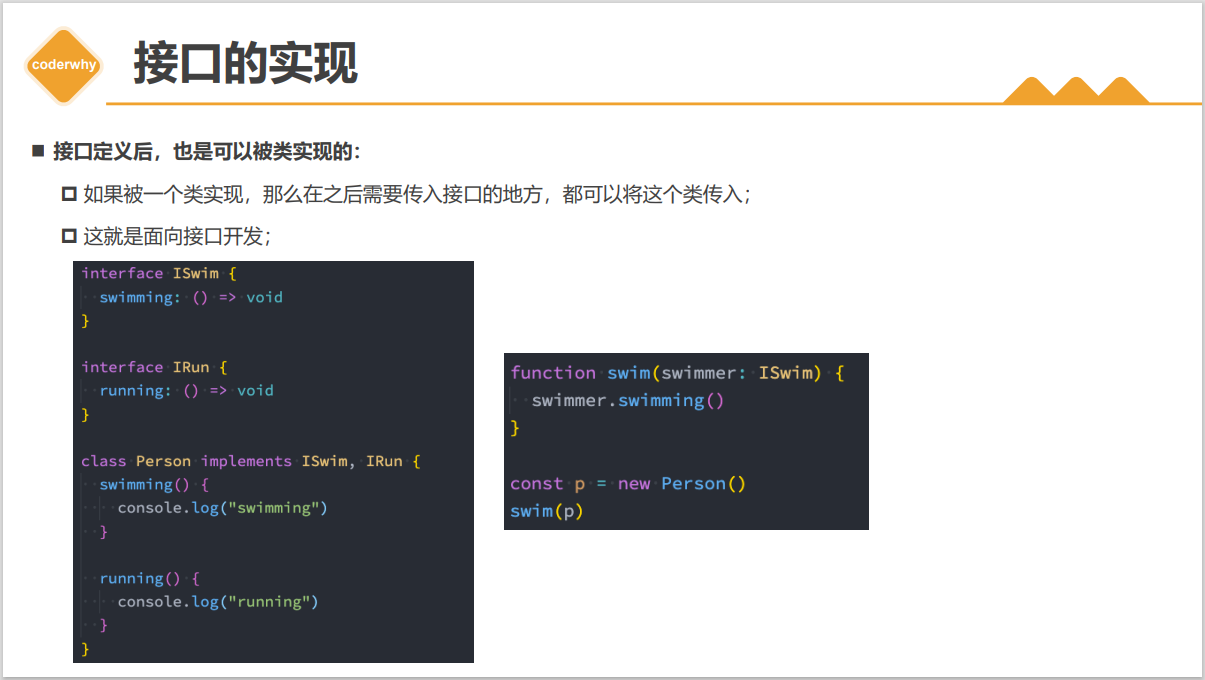 coderwhy
接口的实现
接口定义后，也是可以被类实现的：
如果被一个类实现，那么在之后需要传入接口的地方，都可以将这个类传入；
这就是面向接口开发；
interface ISwim {
  swimming: () => void
}
interface IRun {
  running: () => void
}
class Person implements ISwim, IRun {
  swimming() {
    console.log("swimming")
  }
  running() {
    console.log("running")
  }
}
function swim(swimmer: ISwim) {
  swimmer.swimming()
}
const p = new Person()
swim(p)